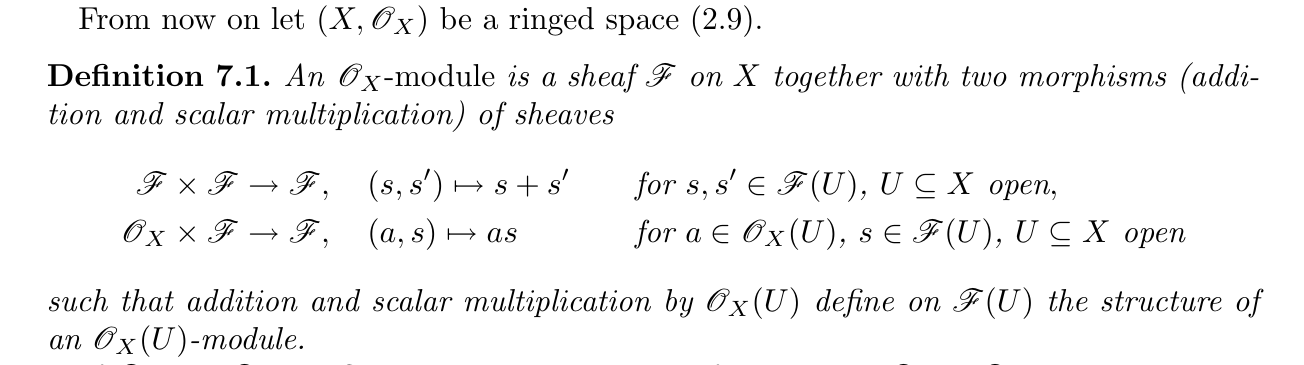 From now on let (X, 𝒪_X) be a ringed space (2.9).
Definition 7.1. An 𝒪_X-module is a sheaf ℱ on X together with two morphisms (addi-
tion and scalar multiplication) of sheaves
ℱ × ℱ → ℱ, (s, s′) ↦ s + s′ for s, s′ ∈ ℱ(U), U ⊆ X open,
𝒪_X × ℱ → ℱ, (a, s) ↦ as for a ∈ 𝒪_X(U), s ∈ ℱ(U), U ⊆ X open
such that addition and scalar multiplication by 𝒪_X(U) define on ℱ(U) the structure of
an 𝒪_X(U)-module.